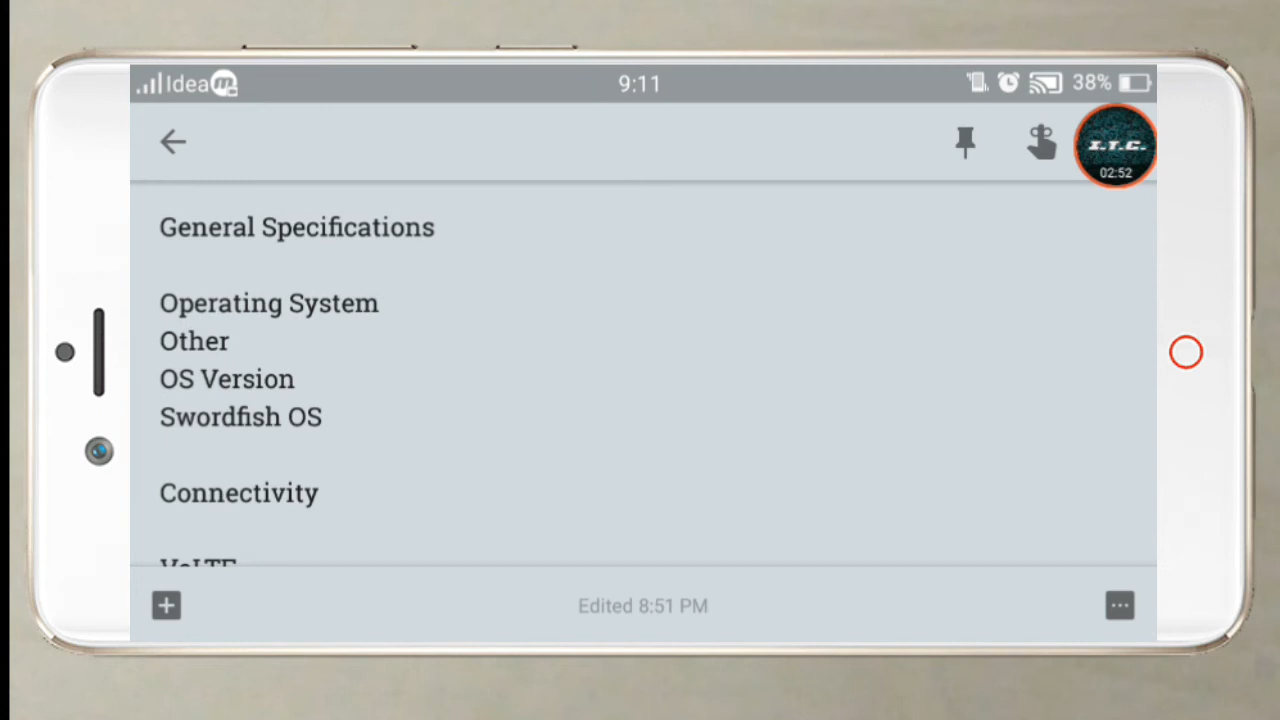 Idea
9:11
38%
I.T.C.
02:52
General Specifications
Operating System
Other
OS Version
Swordfish OS
Connectivity
VoLTE
Edited 8:51 PM